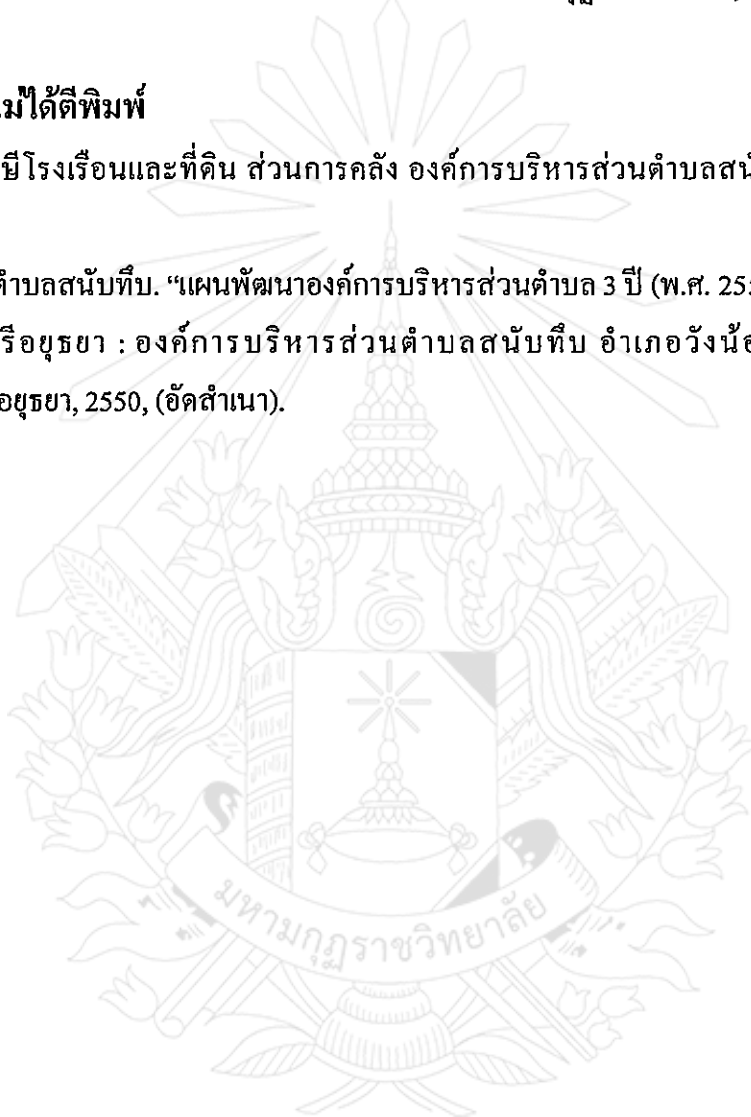 ม่ได้ตีพิมพ์
ษีโรงเรือนและที่ดิน ส่วนการคลัง องค์การบริหารส่วนตำบลสนั
ตำบลสนับทึบ. “แผนพัฒนาองค์การบริหารส่วนตำบล 3 ปี (พ.ศ. 255
รีอยุธยา : องค์การบริหารส่วนตำบลสนับทึบ อำเภอวังน้อ
อยุธยา, 2550, (อัดสำเนา).
มหามกุฏราชวิทยาลัย